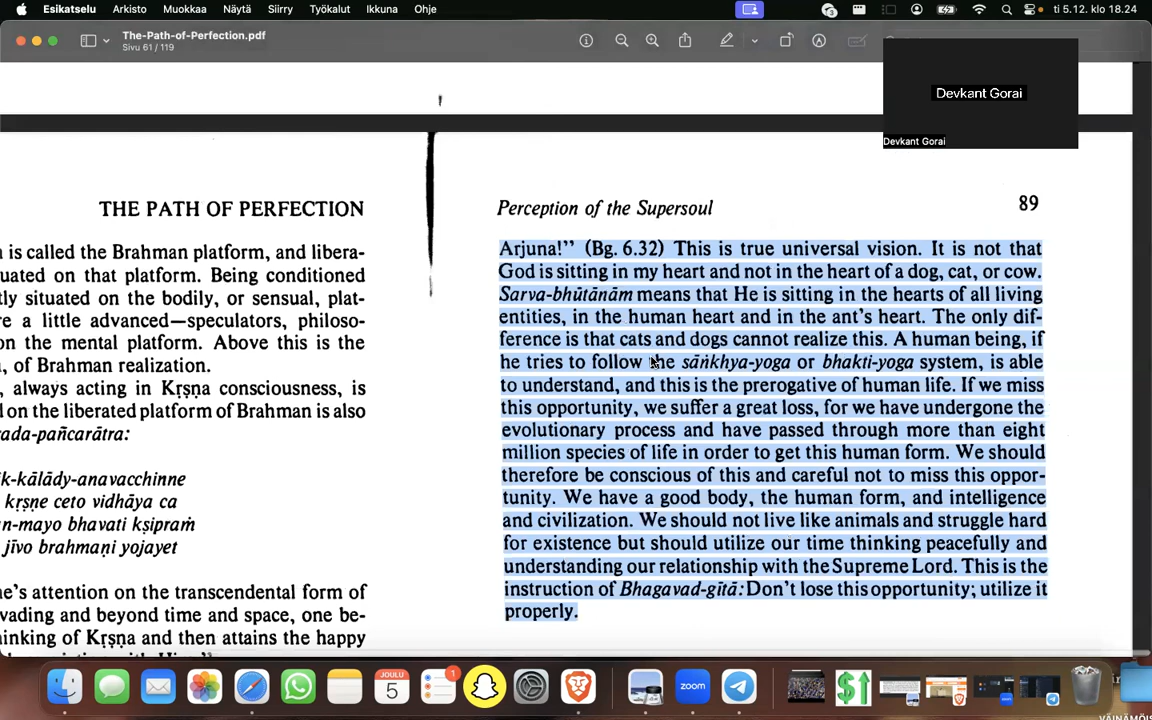 Esikatselu Arkisto Muokkaa Näytä Siirry Työkalut Ikkuna Ohje ti 5.12. klo 18.24
The-Path-of-Perfection.pdf
Sivu 61 / 119
Devkant Gorai
Devkant Gorai
THE PATH OF PERFECTION
is called the Brahman platform, and libera-
uated on that platform. Being conditioned
tly situated on the bodily, or sensual, plat-
re a little advanced—speculators, philoso-
on the mental platform. Above this is the
, of Brahman realization.
, always acting in Kṛṣṇa consciousness, is
d on the liberated platform of Brahman is also
rada-pañcarātra:
ik-kālādy-anavacchinne
kṛṣṇe ceto vidhāya ca
an-mayo bhavati kṣipraṁ
jīvo brahmaṇi yojayet
ne's attention on the transcendental form of
vading and beyond time and space, one be-
hinking of Kṛṣṇa and then attains the happy
Perception of the Supersoul 89
Arjuna!" (Bg. 6.32) This is true universal vision. It is not that
God is sitting in my heart and not in the heart of a dog, cat, or cow.
Sarva-bhūtānām means that He is sitting in the hearts of all living
entities, in the human heart and in the ant's heart. The only dif-
ference is that cats and dogs cannot realize this. A human being, if
he tries to follow the sāṅkhya-yoga or bhakti-yoga system, is able
to understand, and this is the prerogative of human life. If we miss
this opportunity, we suffer a great loss, for we have undergone the
evolutionary process and have passed through more than eight
million species of life in order to get this human form. We should
therefore be conscious of this and careful not to miss this oppor-
tunity. We have a good body, the human form, and intelligence
and civilization. We should not live like animals and struggle hard
for existence but should utilize our time thinking peacefully and
understanding our relationship with the Supreme Lord. This is the
instruction of Bhagavad-gītā: Don't lose this opportunity; utilize it
properly.
JOULU
5
1
zoom
VÄINÄMÖIS